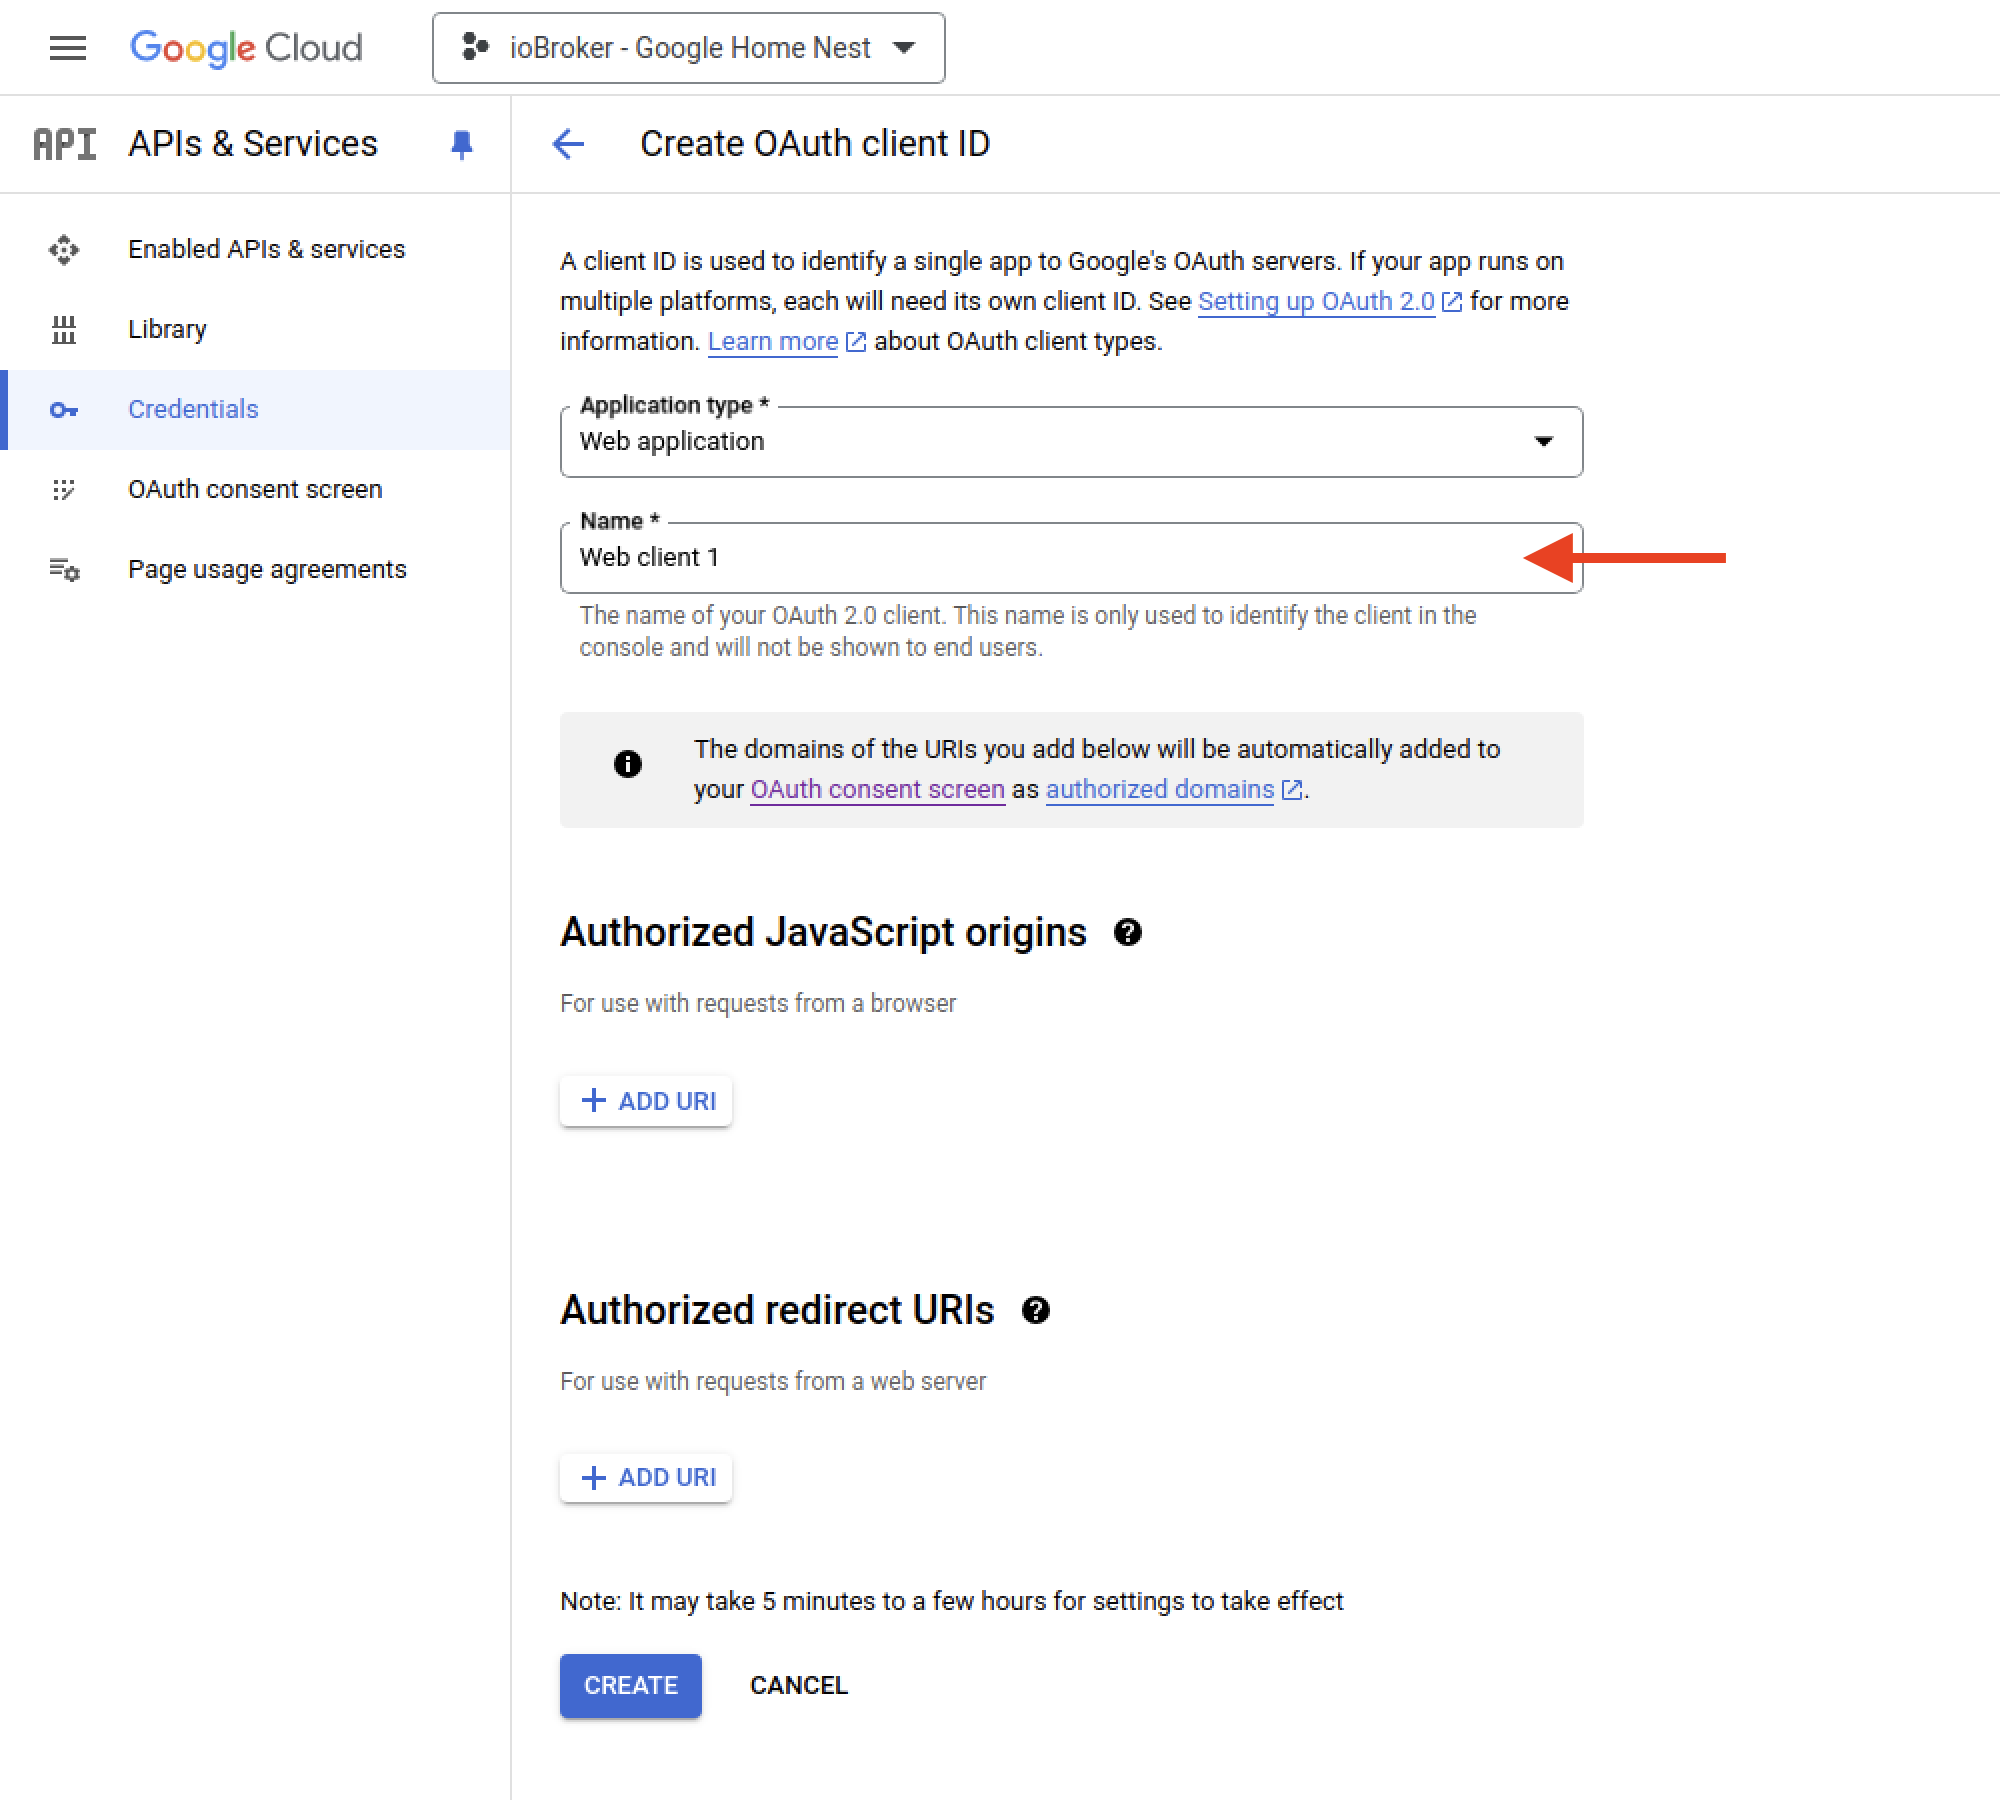 Google Cloud
ioBroker - Google Home Nest
API
APIs & Services
Create OAuth client ID
Enabled APIs & services
Library
Credentials
OAuth consent screen
Page usage agreements
A client ID is used to identify a single app to Google's OAuth servers. If your app runs on
multiple platforms, each will need its own client ID. See Setting up OAuth 2.0 for more
information. Learn more about OAuth client types.
Application type *
Web application
Name *
Web client 1
The name of your OAuth 2.0 client. This name is only used to identify the client in the
console and will not be shown to end users.
The domains of the URIs you add below will be automatically added to
your OAuth consent screen as authorized domains.
Authorized JavaScript origins
For use with requests from a browser
+ ADD URI
Authorized redirect URIs
For use with requests from a web server
+ ADD URI
Note: It may take 5 minutes to a few hours for settings to take effect
CREATE
CANCEL